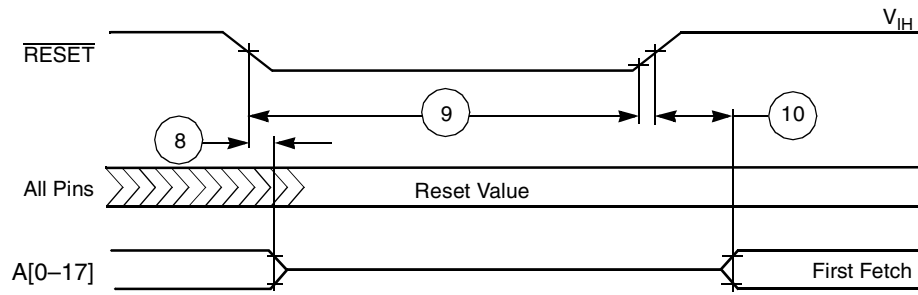 V_IH
RESET
9
10
8
All Pins
Reset Value
A[0–17]
First Fetch